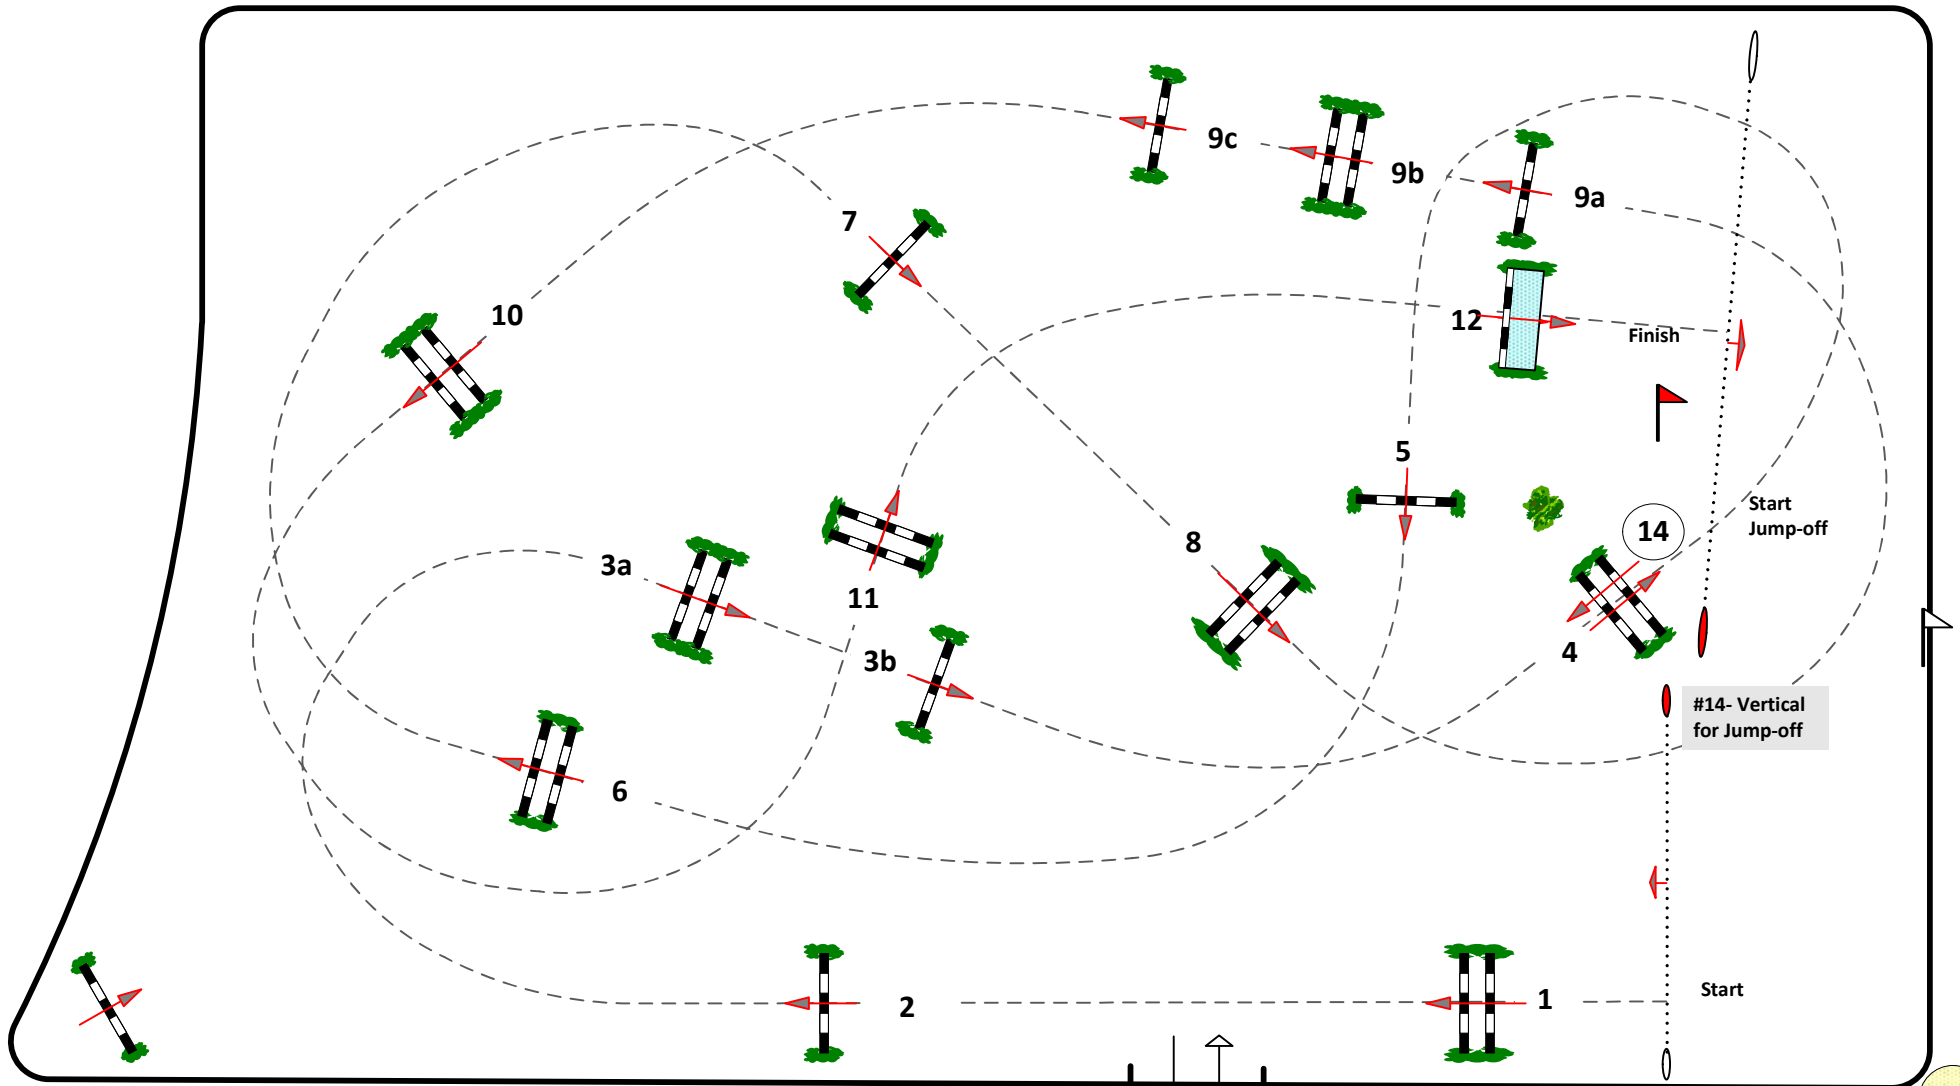 9c
9b
9a
7
10
12
Finish
5
Start
Jump-off
14
8
3a
11
3b
4
#14- Vertical
for Jump-off
6
Start
1
2